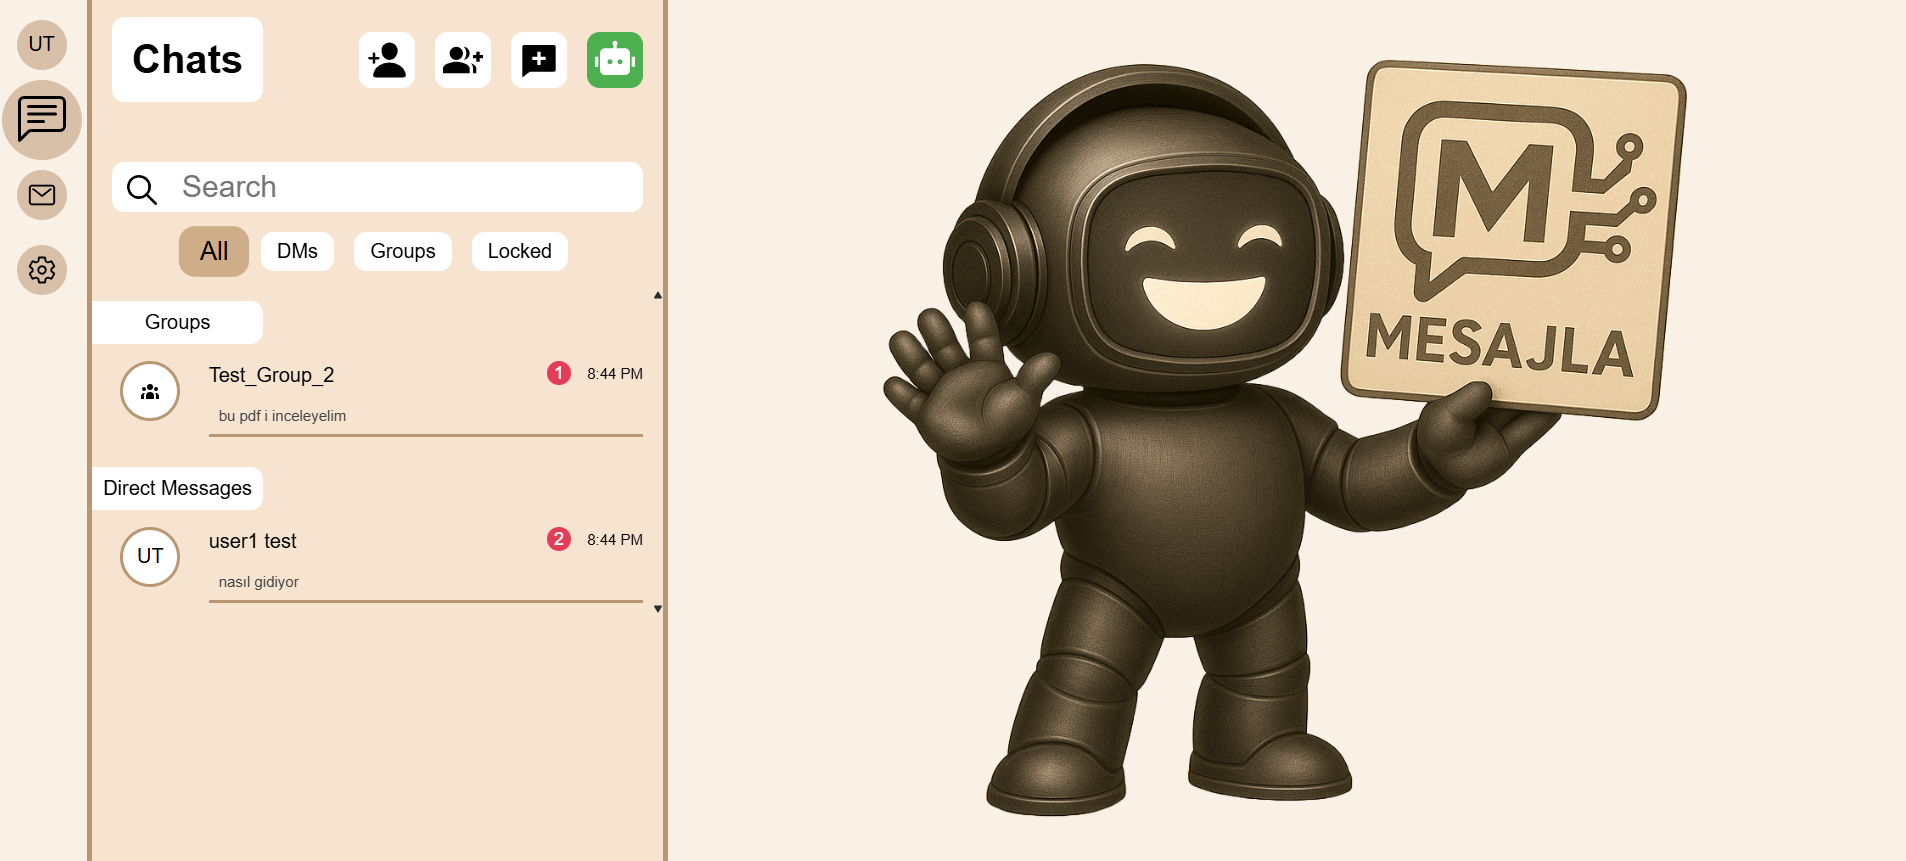 UT
Chats
Search
All
DMs
Groups
Locked
Groups
Test_Group_2
1
8:44 PM
bu pdf i inceleyelim
Direct Messages
UT
user1 test
2
8:44 PM
nasıl gidiyor
M
MESAJLA